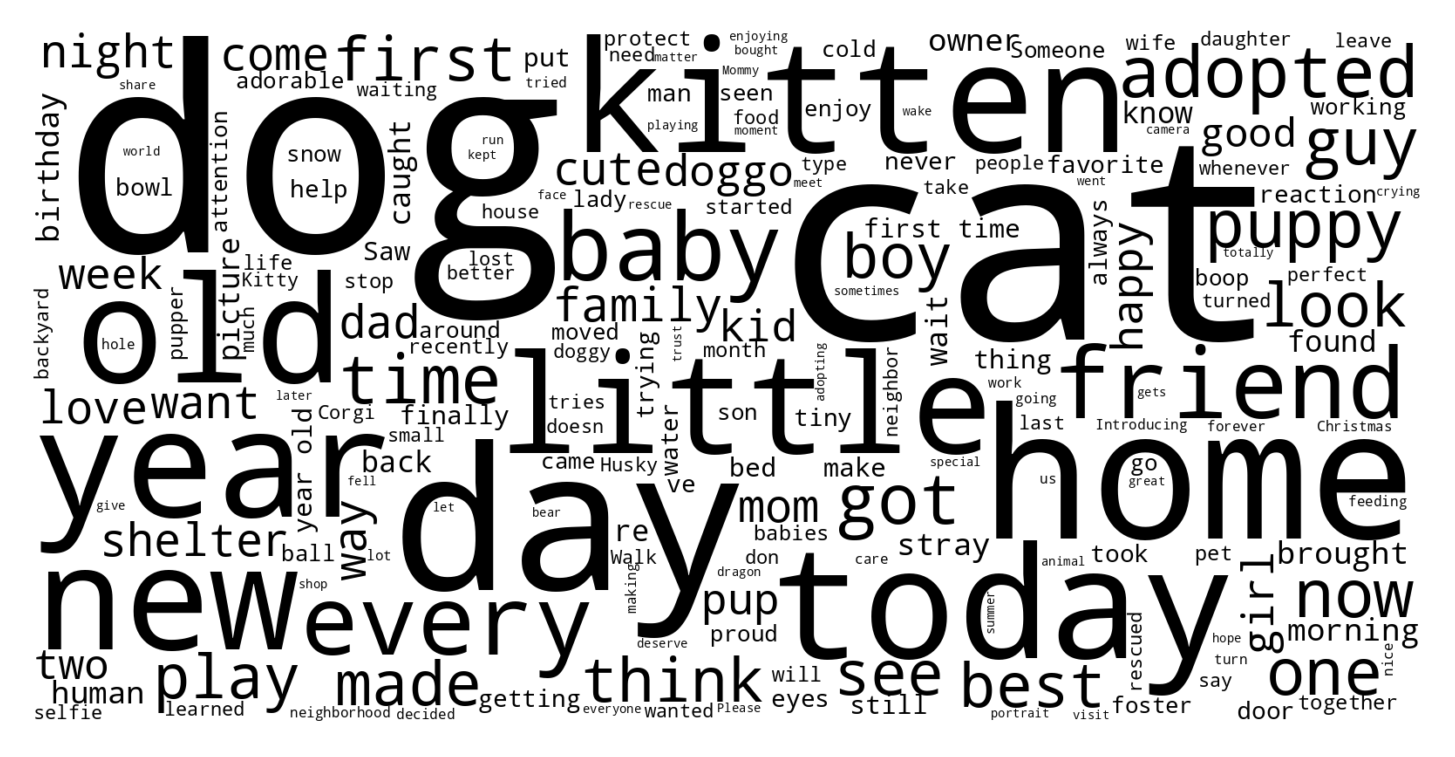 night
come
first
put
kitten
protect
need
matter
enjoying
bought
cold
owner
Someone
wife
daughter
leave
share
adorable
waiting
tried
Mommy
adopted
birthday
dog
man
seen
food
moment
playing
enjoy
wake
know
camera
working
world
bowl
attention
snow
help
caught
run
kept
cute
doggo
type
meet
never
people
favorite
good
guy
whenever
face
lady
rescue
started
take
went
reaction
crying
house
cat
puppy
Saw
lost
better
baby
first time
boy
always
happy
totally
week
picture
life
Kitty
stop
sometimes
boop
perfect
turned
look
backyard
old
hole
pupper
much
dad
around
recently
family
moved
doggy
kid
month
trust
trying
wait
found
time
little
adopting
neighbor
thing
friend
love
want
later
Corgi
finally
tries
doesn
son
tiny
work
going
gets
last
Introducing
forever
Christmas
year
year old
small
back
came
Husky
water
bed
make
special
home
go
great
us
fell
give
day
let
bear
ve
mom
got
feeding
shelter
ball
way
lot
re
Walk
babies
don
care
stray
animal
took
pet
girl
brought
new
shop
every
making
dragon
pup
today
summer
now
proud
deserve
rescued
hope
morning
two
human
play
made
getting
think
will
eyes
see
still
best
turn
say
one
nice
selfie
learned
neighborhood
decided
everyone
wanted
Please
portrait
visit
foster
door
together